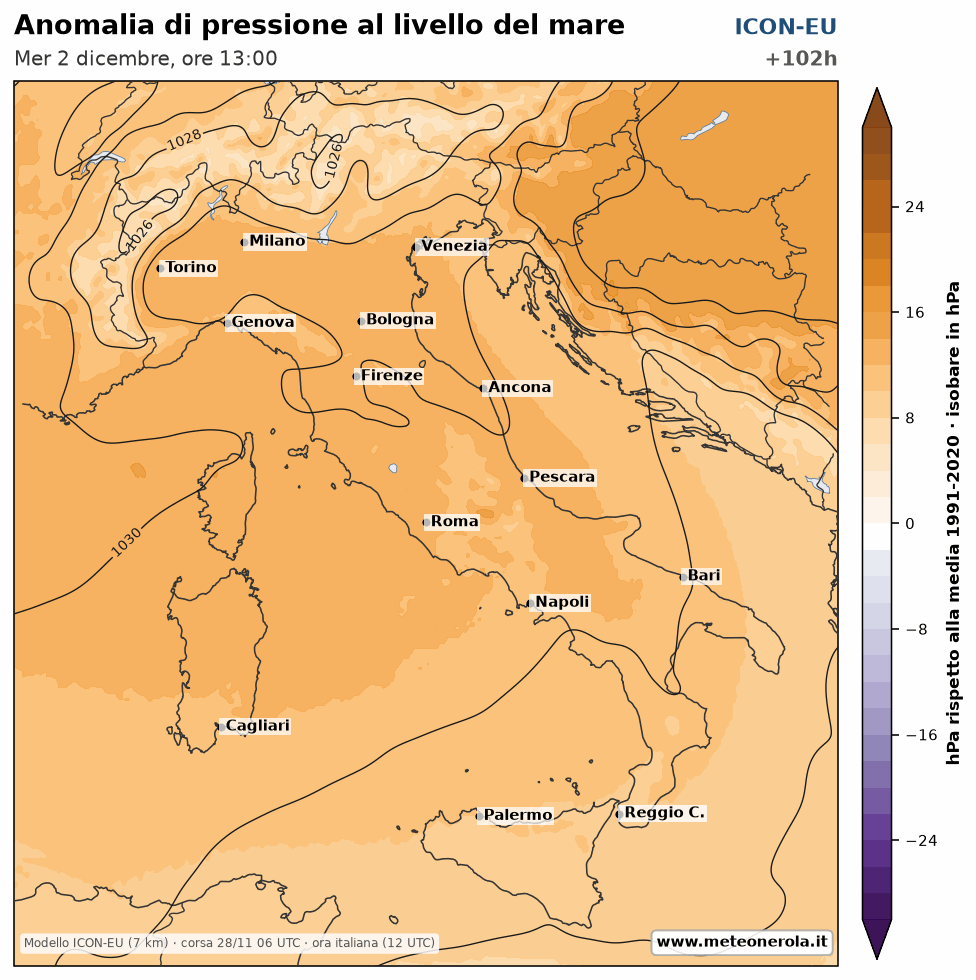 Anomalia di pressione al livello del mare
ICON-EU
Mer 2 dicembre, ore 13:00
+102h
1028
1026
1026
Milano
Venezia
Torino
Genova
Bologna
Firenze
Ancona
Pescara
Roma
1030
Bari
Napoli
Cagliari
Palermo
Reggio C.
24
16
8
0
−8
−16
−24
hPa rispetto alla media 1991-2020 · isobare in hPa
Modello ICON-EU (7 km) · corsa 28/11 06 UTC · ora italiana (12 UTC)
www.meteonerola.it